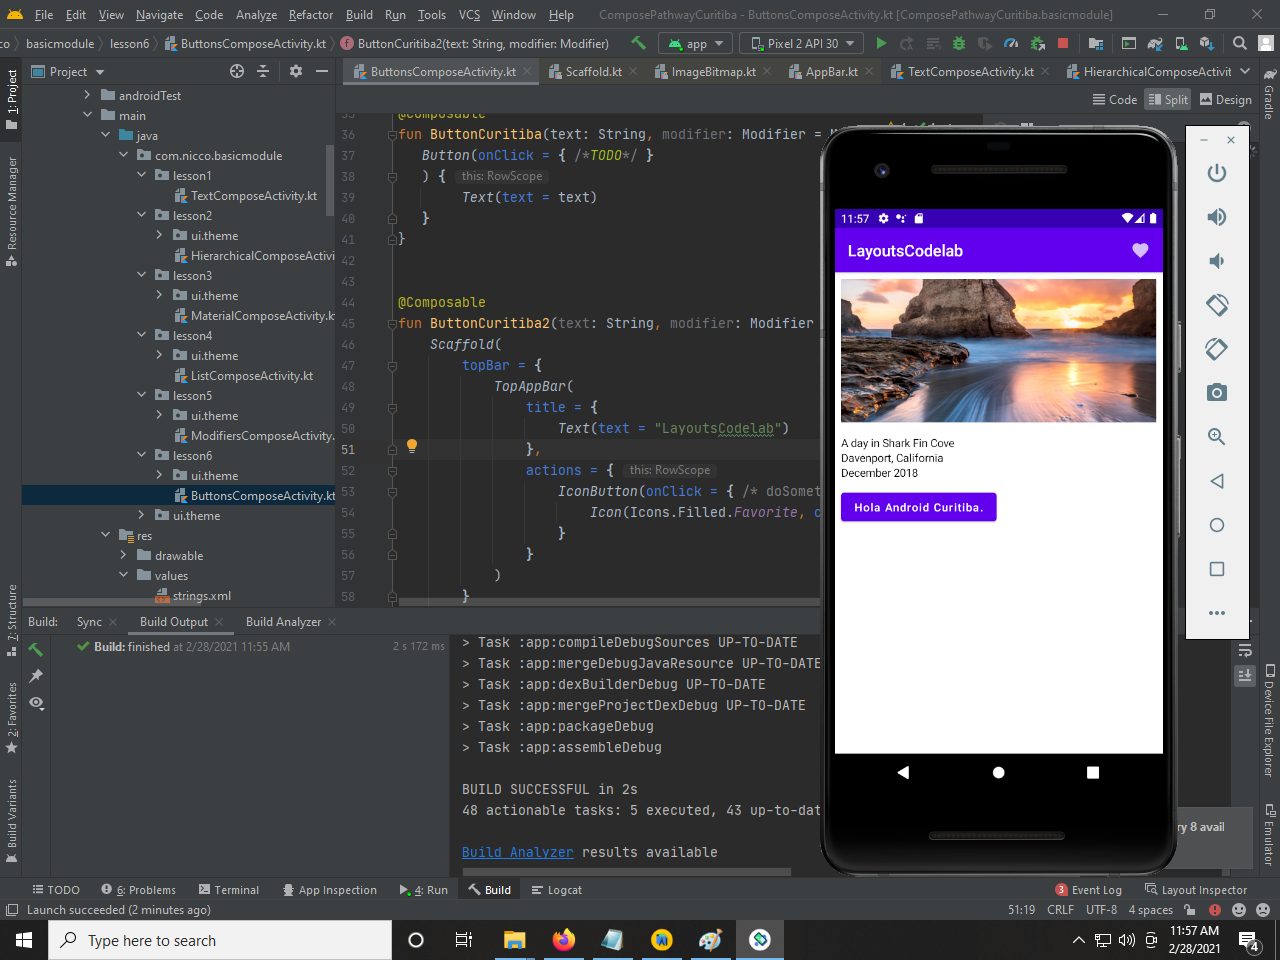 File Edit View Navigate Code Analyze Refactor Build Run Tools VCS Window Help ComposePathwayCuritiba - ButtonsComposeActivity.kt [ComposePathwayCuritiba.basicmodule]
basicmodule lesson6 ButtonsComposeActivity.kt ButtonCuritiba2(text: String, modifier: Modifier) app Pixel 2 API 30
Project ButtonsComposeActivity.kt Scaffold.kt ImageBitmap.kt AppBar.kt TextComposeActivity.kt HierarchicalComposeActivit
Code Split Design
1: Project
Resource Manager
Z: Structure
2: Favorites
Build Variants
androidTest
main
java
com.nicco.basicmodule
lesson1
TextComposeActivity.kt
lesson2
ui.theme
HierarchicalComposeActivi
lesson3
ui.theme
MaterialComposeActivity.k
lesson4
ui.theme
ListComposeActivity.kt
lesson5
ui.theme
ModifiersComposeActivity.
lesson6
ui.theme
ButtonsComposeActivity.kt
ui.theme
res
drawable
values
strings.xml
35 @Composable
36 fun ButtonCuritiba(text: String, modifier: Modifier = M
37 Button(onClick = { /*TODO*/ }
38 ) { this: RowScope
39 Text(text = text)
40 }
41 }
42
43
44 @Composable
45 fun ButtonCuritiba2(text: String, modifier: Modifier
46 Scaffold(
47 topBar = {
48 TopAppBar(
49 title = {
50 Text(text = "LayoutsCodelab")
51 },
52 actions = { this: RowScope
53 IconButton(onClick = { /* doSomet
54 Icon(Icons.Filled.Favorite, c
55 }
56 }
57 )
58 }
11:57
LayoutsCodelab
A day in Shark Fin Cove
Davenport, California
December 2018
Hola Android Curitiba.
Gradle
Device File Explorer
Emulator
Build: Sync Build Output Build Analyzer
Build: finished at 2/28/2021 11:55 AM 2 s 172 ms
> Task :app:compileDebugSources UP-TO-DATE
> Task :app:mergeDebugJavaResource UP-TO-DATE
> Task :app:dexBuilderDebug UP-TO-DATE
> Task :app:mergeProjectDexDebug UP-TO-DATE
> Task :app:packageDebug
> Task :app:assembleDebug
BUILD SUCCESSFUL in 2s
48 actionable tasks: 5 executed, 43 up-to-dat
Build Analyzer results available
ry 8 avail
TODO 6: Problems Terminal App Inspection 4: Run Build Logcat 3 Event Log Layout Inspector
Launch succeeded (2 minutes ago) 51:19 CRLF UTF-8 4 spaces
Type here to search
11:57 AM
2/28/2021
4